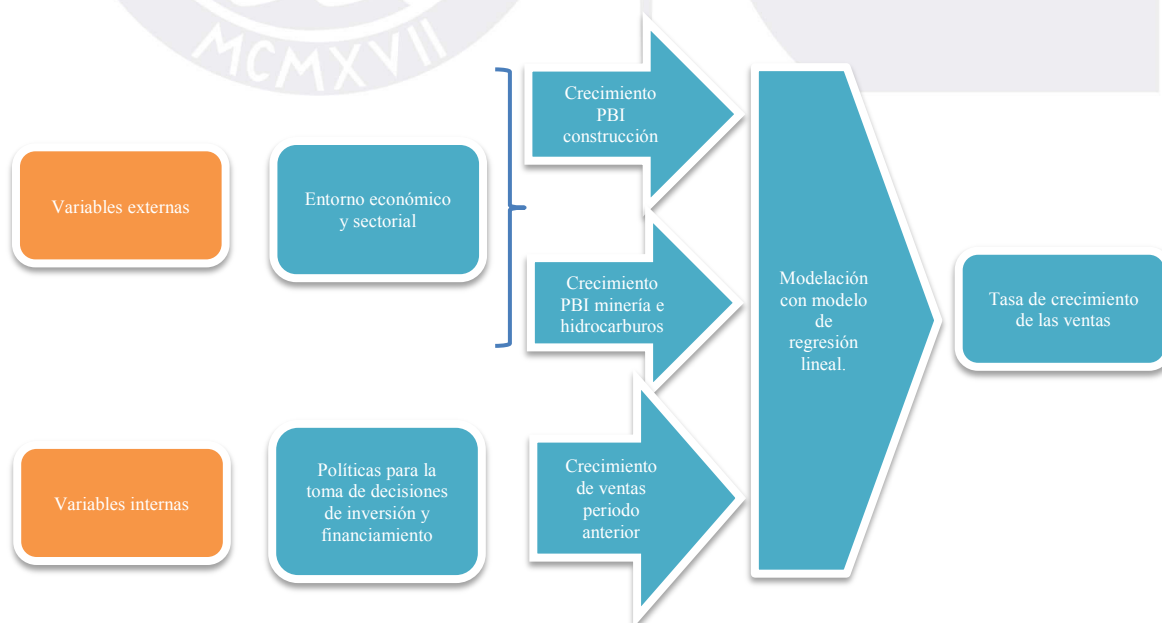 MCMXVII
Variables externas
Entorno económico
y sectorial
Crecimiento
PBI
construcción
Crecimiento
PBI minería e
hidrocarburos
Modelación
con modelo
de
regresión
lineal.
Tasa de crecimiento
de las ventas
Variables internas
Políticas para la
toma de decisiones
de inversión y
financiamiento
Crecimiento
de ventas
periodo
anterior